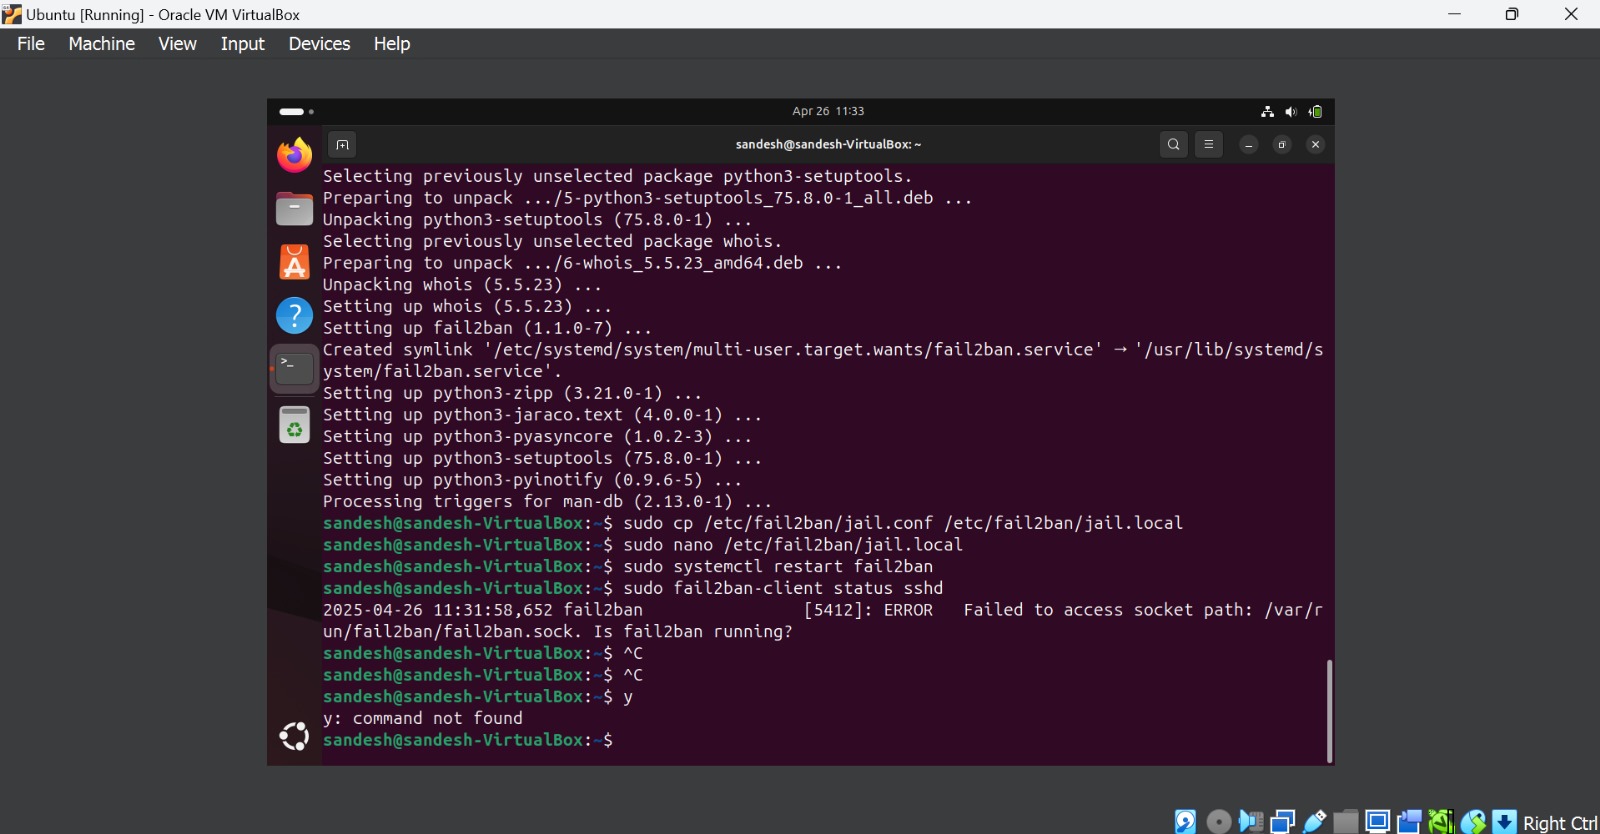 Ubuntu [Running] - Oracle VM VirtualBox
File Machine View Input Devices Help
Apr 26 11:33
sandesh@sandesh-VirtualBox: ~
Selecting previously unselected package python3-setuptools.
Preparing to unpack .../5-python3-setuptools_75.8.0-1_all.deb ...
Unpacking python3-setuptools (75.8.0-1) ...
Selecting previously unselected package whois.
Preparing to unpack .../6-whois_5.5.23_amd64.deb ...
Unpacking whois (5.5.23) ...
Setting up whois (5.5.23) ...
Setting up fail2ban (1.1.0-7) ...
Created symlink '/etc/systemd/system/multi-user.target.wants/fail2ban.service' → '/usr/lib/systemd/s
ystem/fail2ban.service'.
Setting up python3-zipp (3.21.0-1) ...
Setting up python3-jaraco.text (4.0.0-1) ...
Setting up python3-pyasyncore (1.0.2-3) ...
Setting up python3-setuptools (75.8.0-1) ...
Setting up python3-pyinotify (0.9.6-5) ...
Processing triggers for man-db (2.13.0-1) ...
sandesh@sandesh-VirtualBox:~$ sudo cp /etc/fail2ban/jail.conf /etc/fail2ban/jail.local
sandesh@sandesh-VirtualBox:~$ sudo nano /etc/fail2ban/jail.local
sandesh@sandesh-VirtualBox:~$ sudo systemctl restart fail2ban
sandesh@sandesh-VirtualBox:~$ sudo fail2ban-client status sshd
2025-04-26 11:31:58,652 fail2ban                [5412]: ERROR   Failed to access socket path: /var/r
un/fail2ban/fail2ban.sock. Is fail2ban running?
sandesh@sandesh-VirtualBox:~$ ^C
sandesh@sandesh-VirtualBox:~$ ^C
sandesh@sandesh-VirtualBox:~$ y
y: command not found
sandesh@sandesh-VirtualBox:~$
Right Ctrl